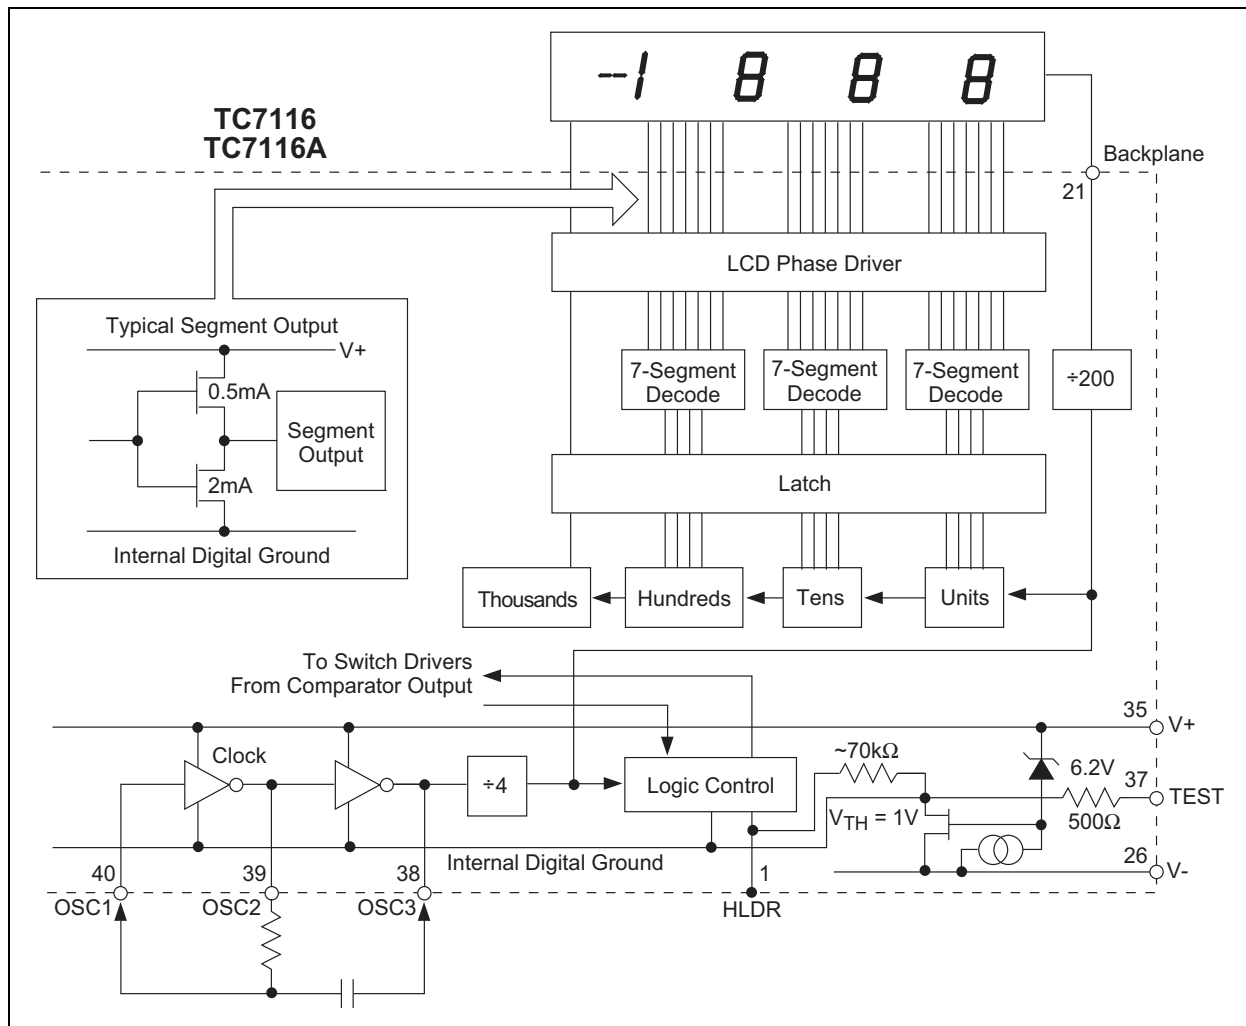 -1 8 8 8
TC7116
TC7116A
Backplane
21
LCD Phase Driver
Typical Segment Output
V+
0.5mA
Segment
Output
2mA
Internal Digital Ground
7-Segment
Decode
7-Segment
Decode
7-Segment
Decode
÷200
Latch
Thousands
Hundreds
Tens
Units
To Switch Drivers
From Comparator Output
35
V+
Clock
÷4
Logic Control
~70kΩ
6.2V
37
TEST
VTH = 1V
500Ω
Internal Digital Ground
26
V-
40
39
38
1
OSC1
OSC2
OSC3
HLDR